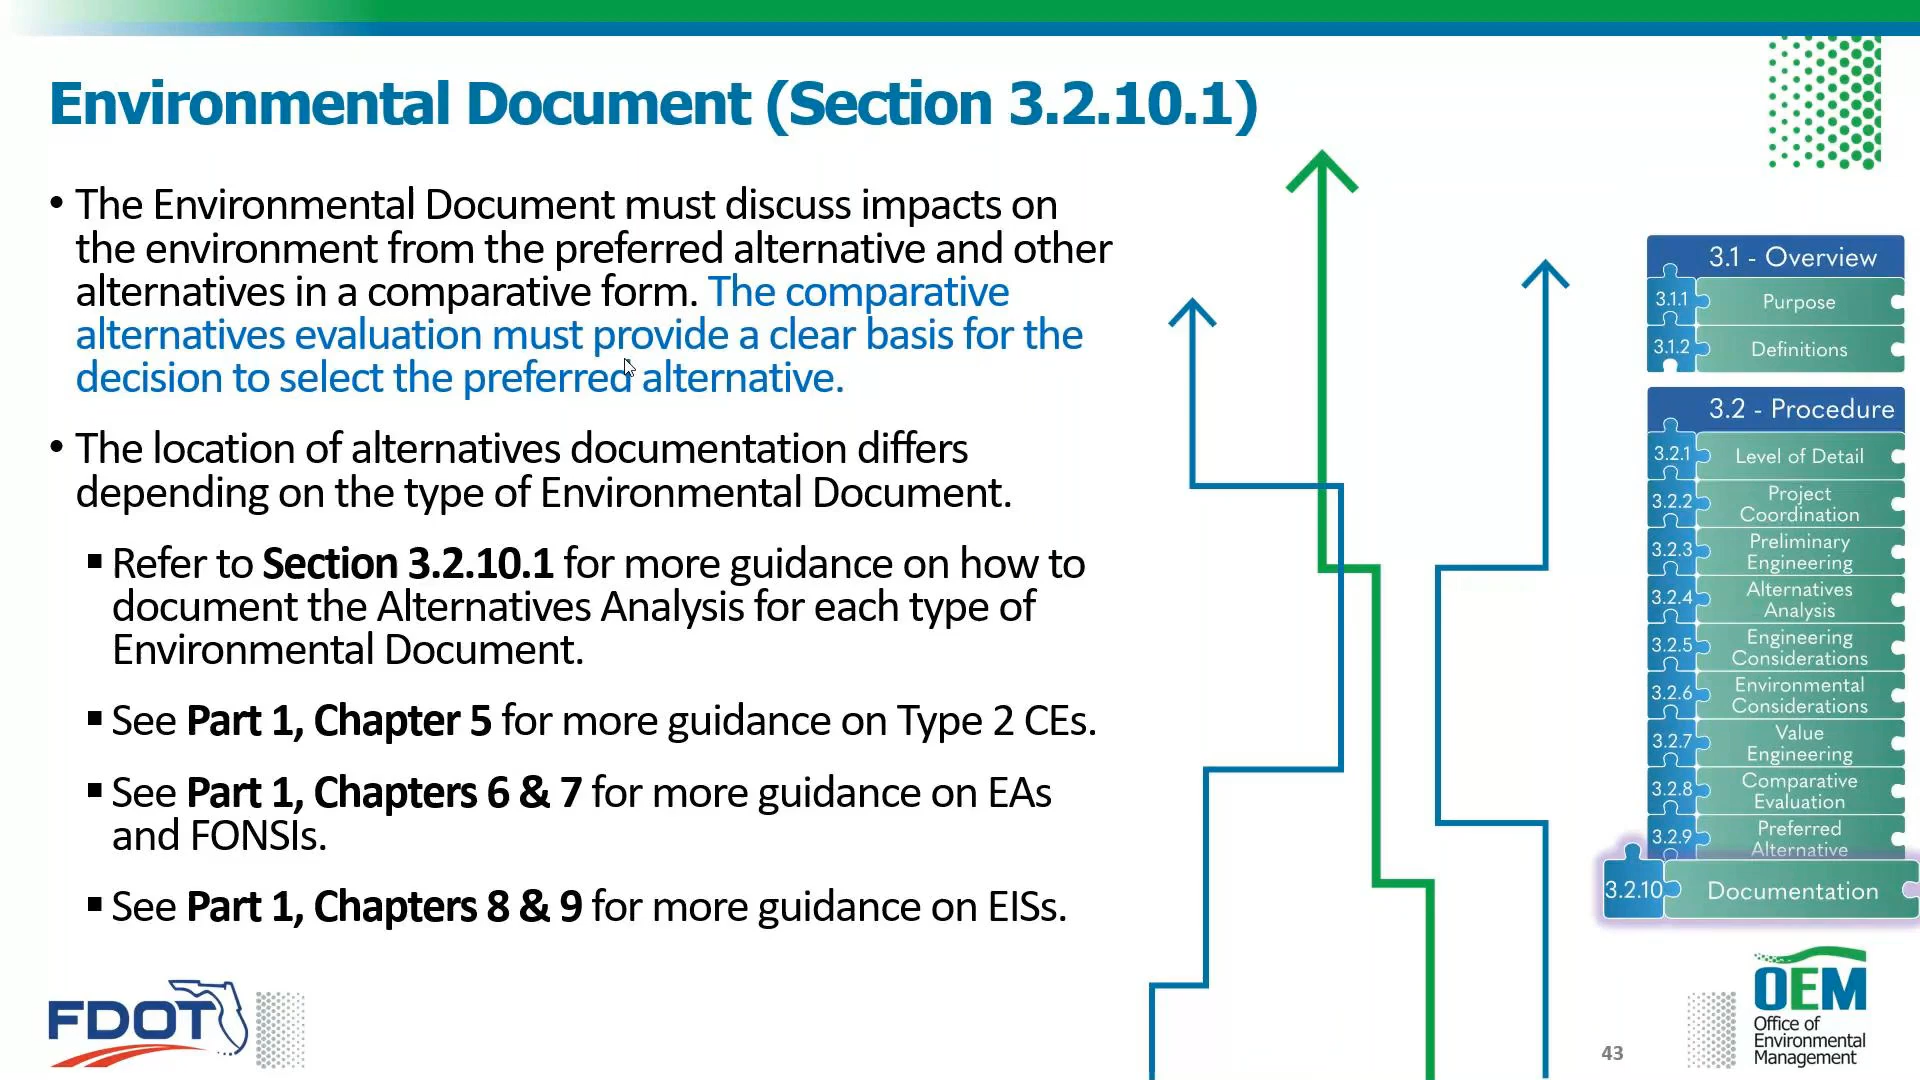 Environmental Document (Section 3.2.10.1)
• The Environmental Document must discuss impacts on
the environment from the preferred alternative and other
alternatives in a comparative form. The comparative
alternatives evaluation must provide a clear basis for the
decision to select the preferred alternative.
• The location of alternatives documentation differs
depending on the type of Environmental Document.
▪ Refer to Section 3.2.10.1 for more guidance on how to
document the Alternatives Analysis for each type of
Environmental Document.
▪ See Part 1, Chapter 5 for more guidance on Type 2 CEs.
▪ See Part 1, Chapters 6 & 7 for more guidance on EAs
and FONSIs.
▪ See Part 1, Chapters 8 & 9 for more guidance on EISs.
3.1 - Overview
3.1.1 Purpose
3.1.2 Definitions
3.2 - Procedure
3.2.1 Level of Detail
3.2.2 Project
Coordination
3.2.3 Preliminary
Engineering
3.2.4 Alternatives
Analysis
3.2.5 Engineering
Considerations
3.2.6 Environmental
Considerations
3.2.7 Value
Engineering
3.2.8 Comparative
Evaluation
3.2.9 Preferred
Alternative
3.2.10 Documentation
FDOT
43
OEM
Office of
Environmental
Management